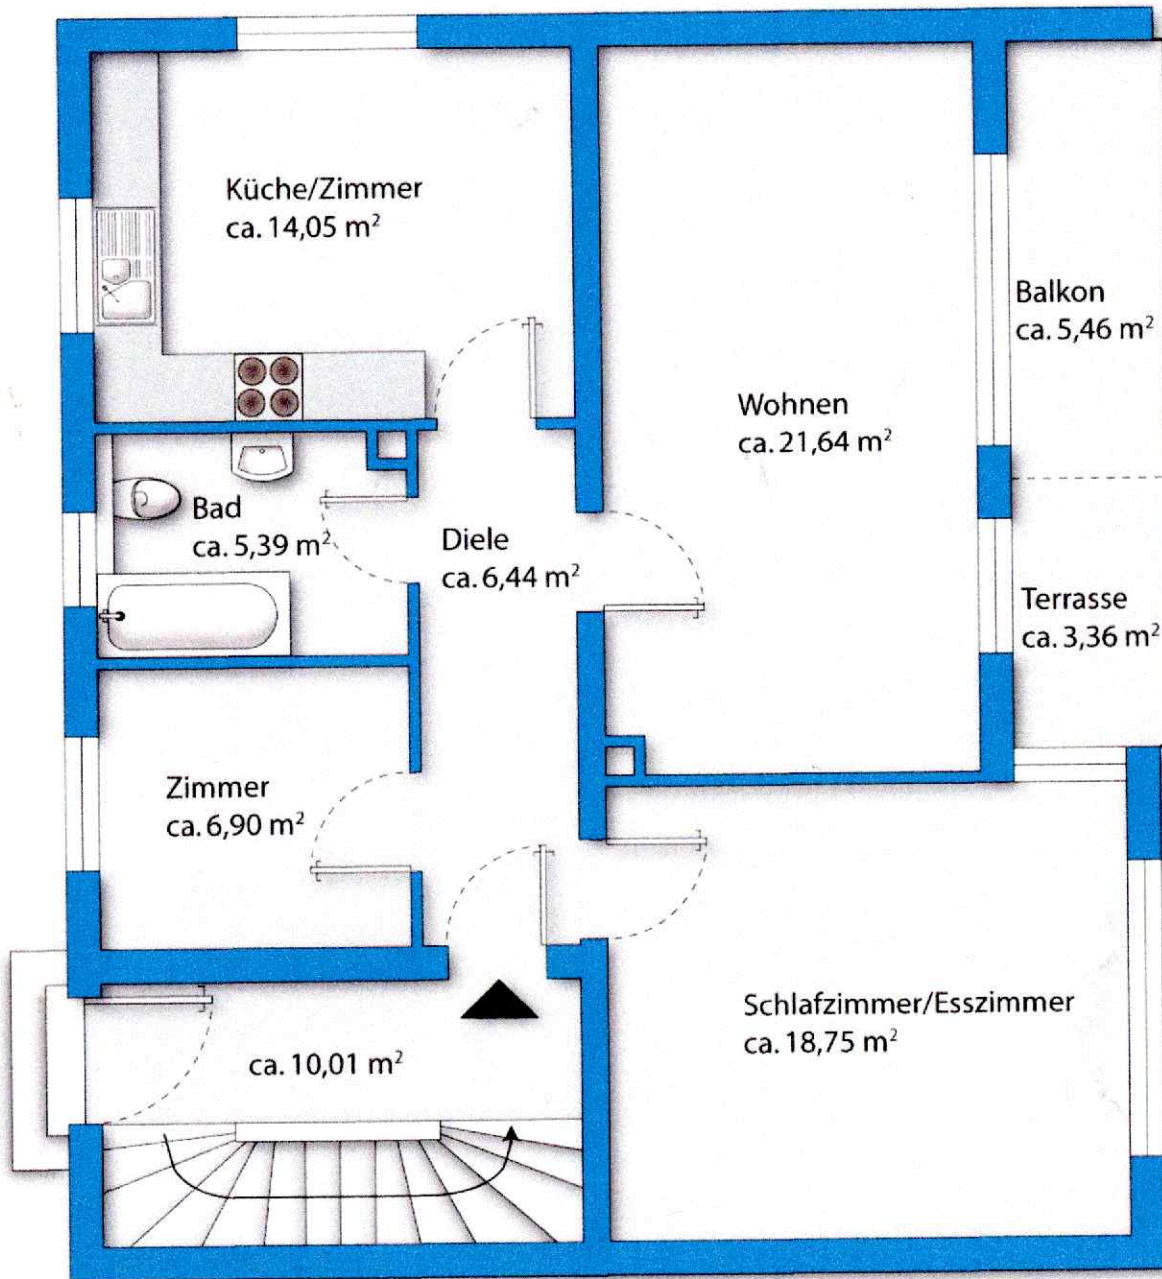 Küche/Zimmer
ca. 14,05 m²
Balkon
ca. 5,46 m²
Wohnen
ca. 21,64 m²
Bad
ca. 5,39 m²
Diele
ca. 6,44 m²
Terrasse
ca. 3,36 m²
Zimmer
ca. 6,90 m²
Schlafzimmer/Esszimmer
ca. 18,75 m²
ca. 10,01 m²